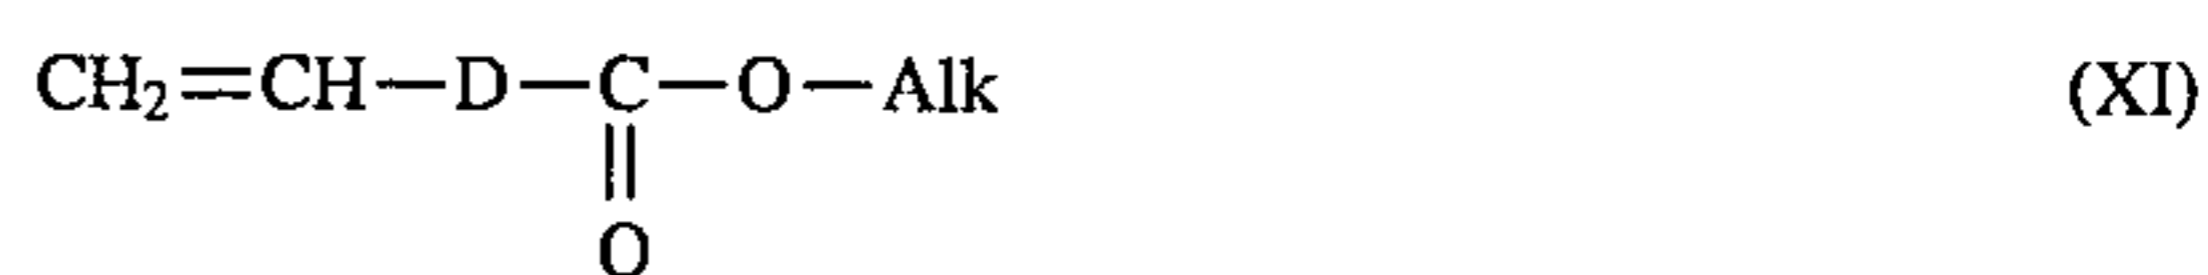 CH₂=CH—D—C—O—Alk (XI)
O